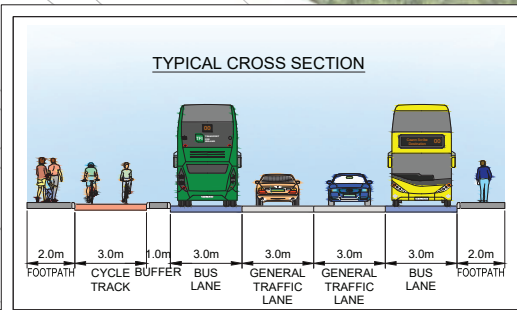 TYPICAL CROSS SECTION
2.0m 3.0m 1.0m 3.0m 3.0m 3.0m 3.0m 2.0m
FOOTPATH CYCLE TRACK BUFFER BUS LANE GENERAL TRAFFIC LANE GENERAL TRAFFIC LANE BUS LANE FOOTPATH